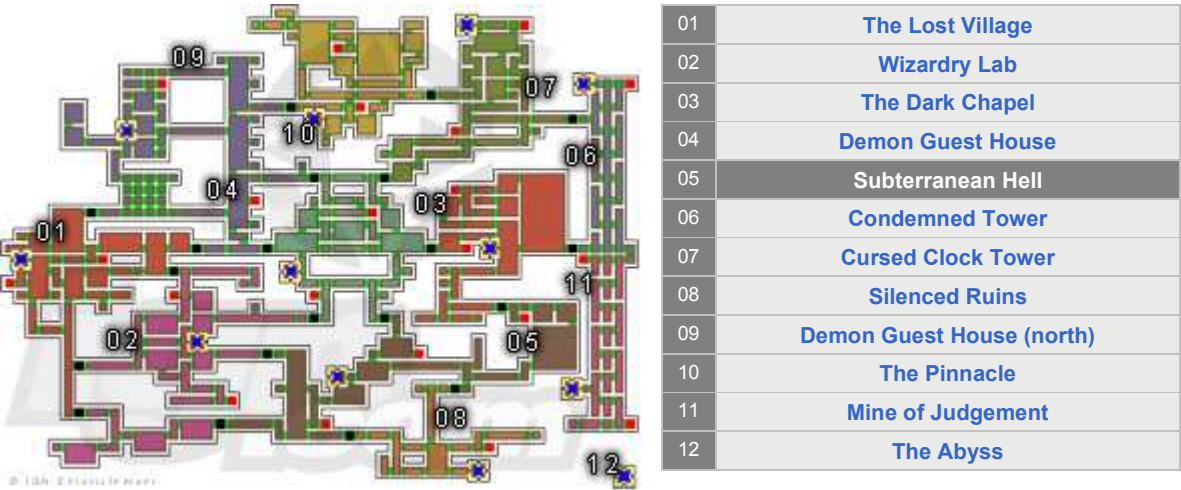 09
07
10
06
04
03
01
11
02
05
08
12
01 The Lost Village
02 Wizardry Lab
03 The Dark Chapel
04 Demon Guest House
05 Subterranean Hell
06 Condemned Tower
07 Cursed Clock Tower
08 Silenced Ruins
09 Demon Guest House (north)
10 The Pinnacle
11 Mine of Judgement
12 The Abyss